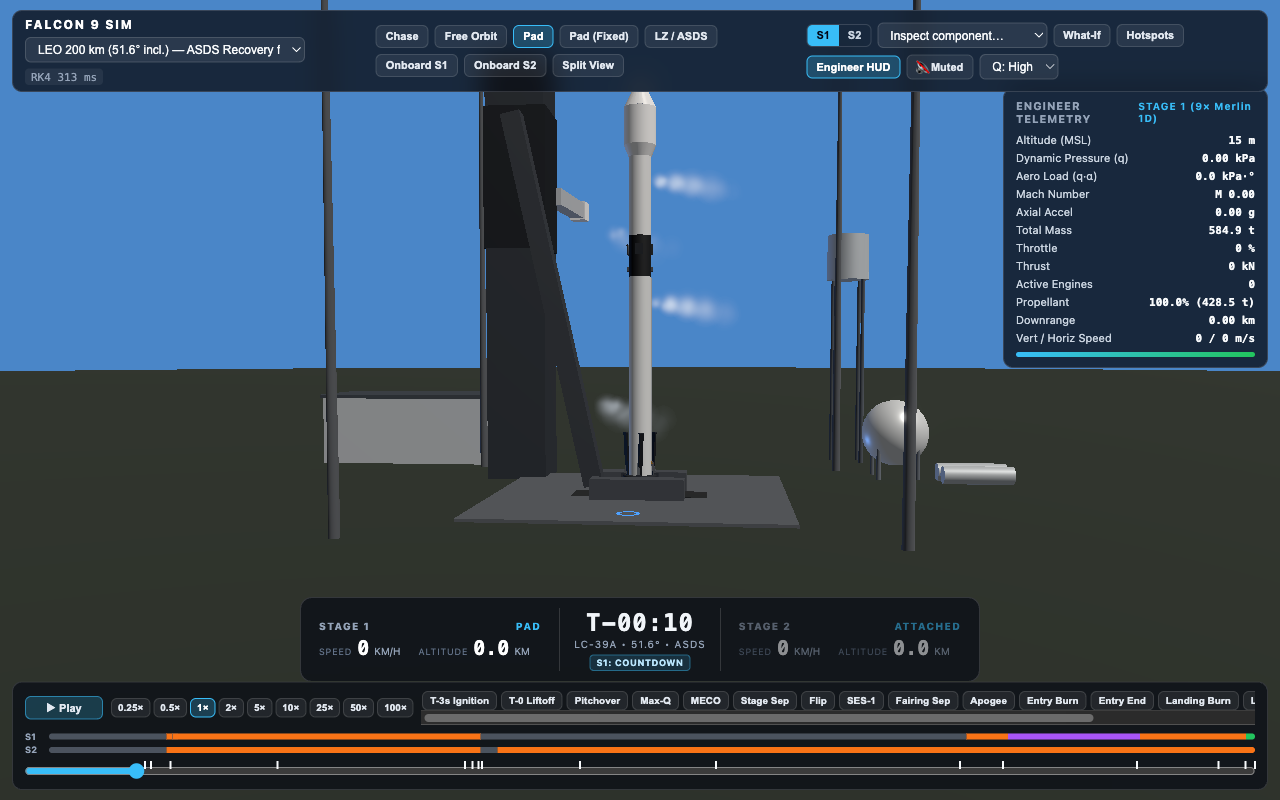 FALCON 9 SIM
LEO 200 km (51.6° incl.) — ASDS Recovery
RK4 313 ms
Chase
Free Orbit
Pad
Pad (Fixed)
LZ / ASDS
Onboard S1
Onboard S2
Split View
S1
S2
Inspect component…
What-If
Hotspots
Engineer HUD
Muted
Q: High
ENGINEER TELEMETRY
STAGE 1 (9× Merlin 1D)
Altitude (MSL) 15 m
Dynamic Pressure (q) 0.00 kPa
Aero Load (q·α) 0.0 kPa·°
Mach Number M 0.00
Axial Accel 0.00 g
Total Mass 584.9 t
Throttle 0 %
Thrust 0 kN
Active Engines 0
Propellant 100.0% (428.5 t)
Downrange 0.00 km
Vert / Horiz Speed 0 / 0 m/s
STAGE 1 PAD
SPEED 0 KM/H ALTITUDE 0.0 KM
T−00:10
LC-39A • 51.6° • ASDS
S1: COUNTDOWN
STAGE 2 ATTACHED
SPEED 0 KM/H ALTITUDE 0.0 KM
Play
0.25×
0.5×
1×
2×
5×
10×
25×
50×
100×
T-3s Ignition
T-0 Liftoff
Pitchover
Max-Q
MECO
Stage Sep
Flip
SES-1
Fairing Sep
Apogee
Entry Burn
Entry End
Landing Burn
S1
S2